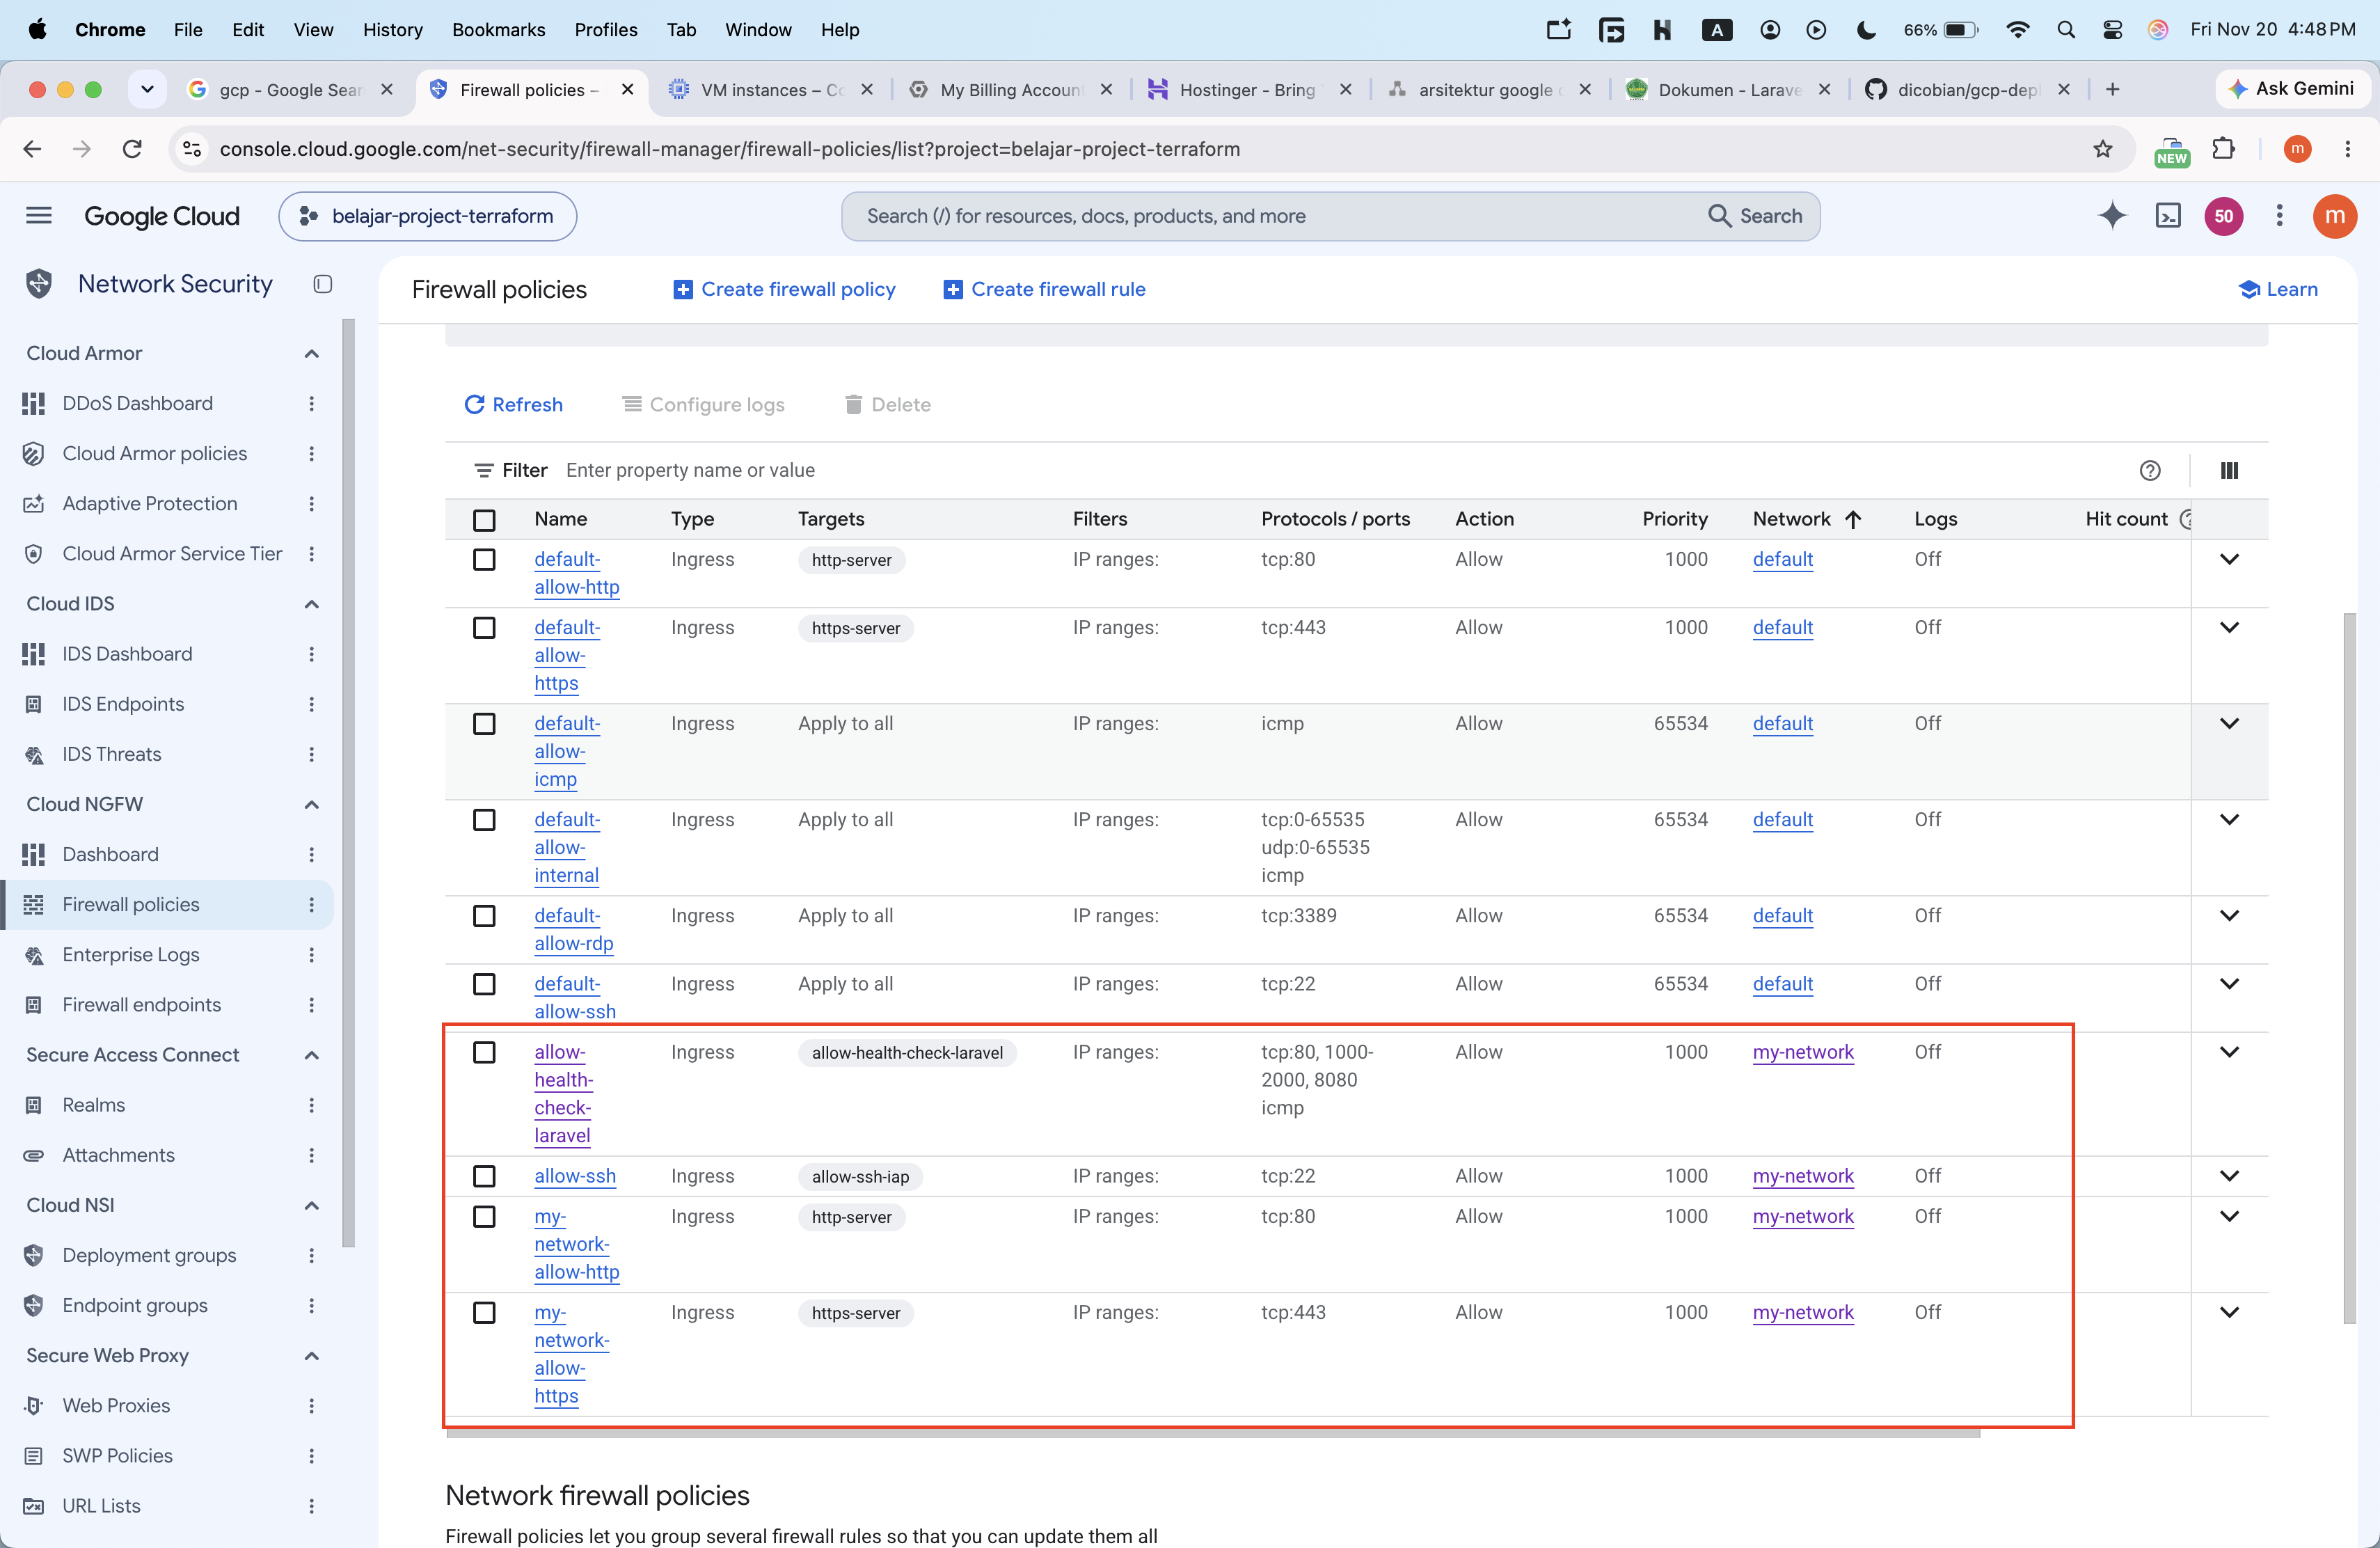 Chrome File Edit View History Bookmarks Profiles Tab Window Help A 66% Fri Nov 20 4:48 PM
gcp - Google Sear Firewall policies – VM instances – Co My Billing Accoun Hostinger - Bring arsitektur google Dokumen - Larave dicobian/gcp-dep Ask Gemini
console.cloud.google.com/net-security/firewall-manager/firewall-policies/list?project=belajar-project-terraform NEW m
Google Cloud belajar-project-terraform Search (/) for resources, docs, products, and more Search 50 m
Network Security
Cloud Armor
DDoS Dashboard
Cloud Armor policies
Adaptive Protection
Cloud Armor Service Tier
Cloud IDS
IDS Dashboard
IDS Endpoints
IDS Threats
Cloud NGFW
Dashboard
Firewall policies
Enterprise Logs
Firewall endpoints
Secure Access Connect
Realms
Attachments
Cloud NSI
Deployment groups
Endpoint groups
Secure Web Proxy
Web Proxies
SWP Policies
URL Lists
Firewall policies Create firewall policy Create firewall rule Learn
Refresh Configure logs Delete
Filter Enter property name or value
Name Type Targets Filters Protocols / ports Action Priority Network Logs Hit count
default- Ingress http-server IP ranges: tcp:80 Allow 1000 default Off
allow-http
default- Ingress https-server IP ranges: tcp:443 Allow 1000 default Off
allow-
https
default- Ingress Apply to all IP ranges: icmp Allow 65534 default Off
allow-
icmp
default- Ingress Apply to all IP ranges: tcp:0-65535 Allow 65534 default Off
allow- udp:0-65535
internal icmp
default- Ingress Apply to all IP ranges: tcp:3389 Allow 65534 default Off
allow-rdp
default- Ingress Apply to all IP ranges: tcp:22 Allow 65534 default Off
allow-ssh
allow- Ingress allow-health-check-laravel IP ranges: tcp:80, 1000- Allow 1000 my-network Off
health- 2000, 8080
check- icmp
laravel
allow-ssh Ingress allow-ssh-iap IP ranges: tcp:22 Allow 1000 my-network Off
my- Ingress http-server IP ranges: tcp:80 Allow 1000 my-network Off
network-
allow-http
my- Ingress https-server IP ranges: tcp:443 Allow 1000 my-network Off
network-
allow-
https
Network firewall policies
Firewall policies let you group several firewall rules so that you can update them all